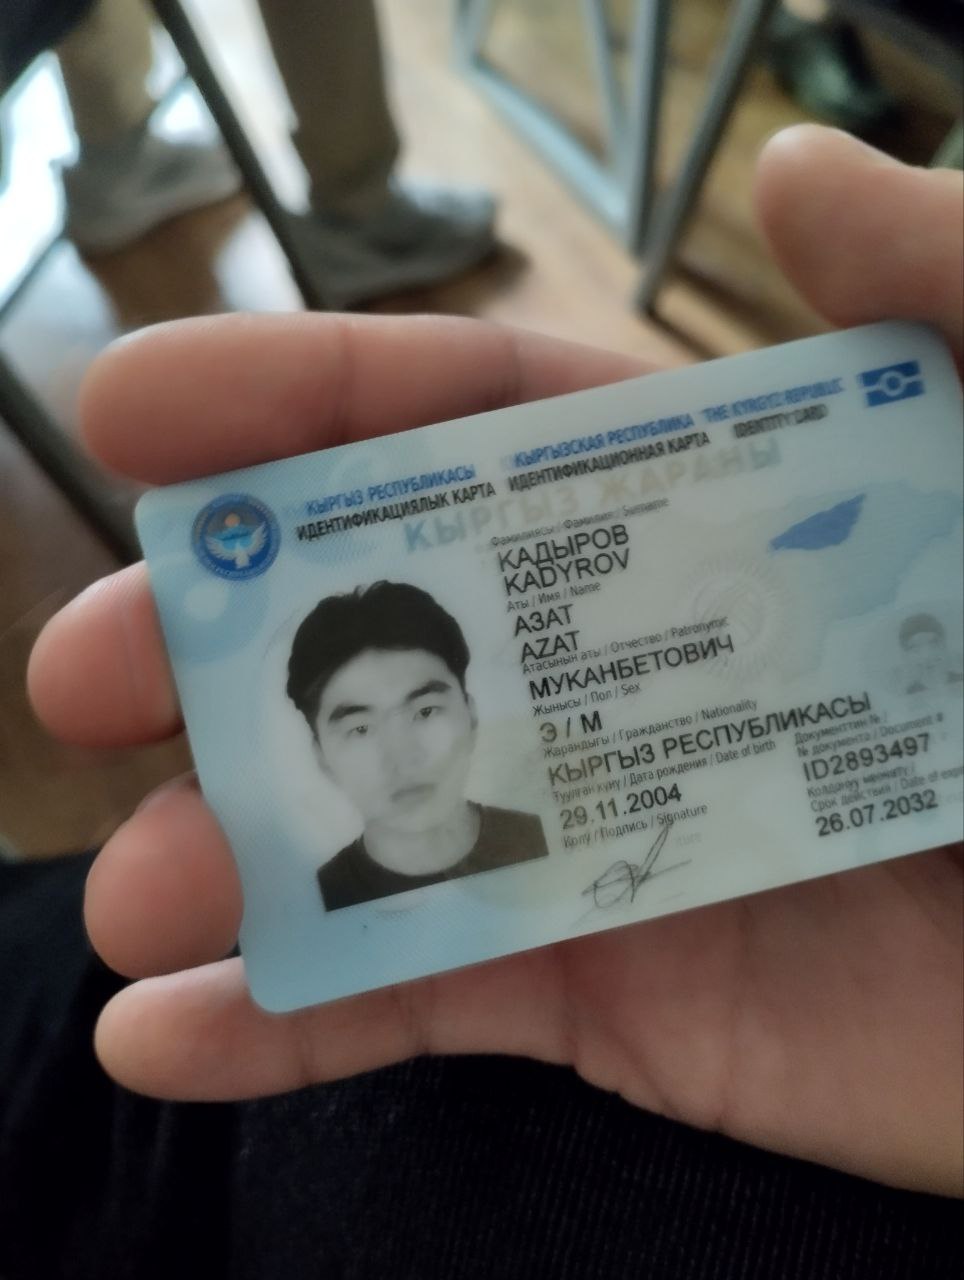 КЫРГЫЗ РЕСПУБЛИКАСЫ КЫРГЫЗСКАЯ РЕСПУБЛИКА THE KYRGYZ REPUBLIC
ИДЕНТИФИКАЦИЯЛЫК КАРТА ИДЕНТИФИКАЦИОННАЯ КАРТА IDENTITY CARD
КЫРГЫЗ ЖАРАНЫ
Фамилиясы / Фамилия / Surname
КАДЫРОВ
KADYROV
Аты / Имя / Name
АЗАТ
AZAT
Атасынын аты / Отчество / Patronymic
МУКАНБЕТОВИЧ
Жынысы / Пол / Sex
Э / М
Жарандыгы / Гражданство / Nationality
КЫРГЫЗ РЕСПУБЛИКАСЫ
Туулган күнү / Дата рождения / Date of birth
29.11.2004
Документтин № /
№ документа / Document #
ID2893497
Колдонуу мөөнөтү /
Срок действия / Date of
26.07.2032
Колу / Подпись / Signature